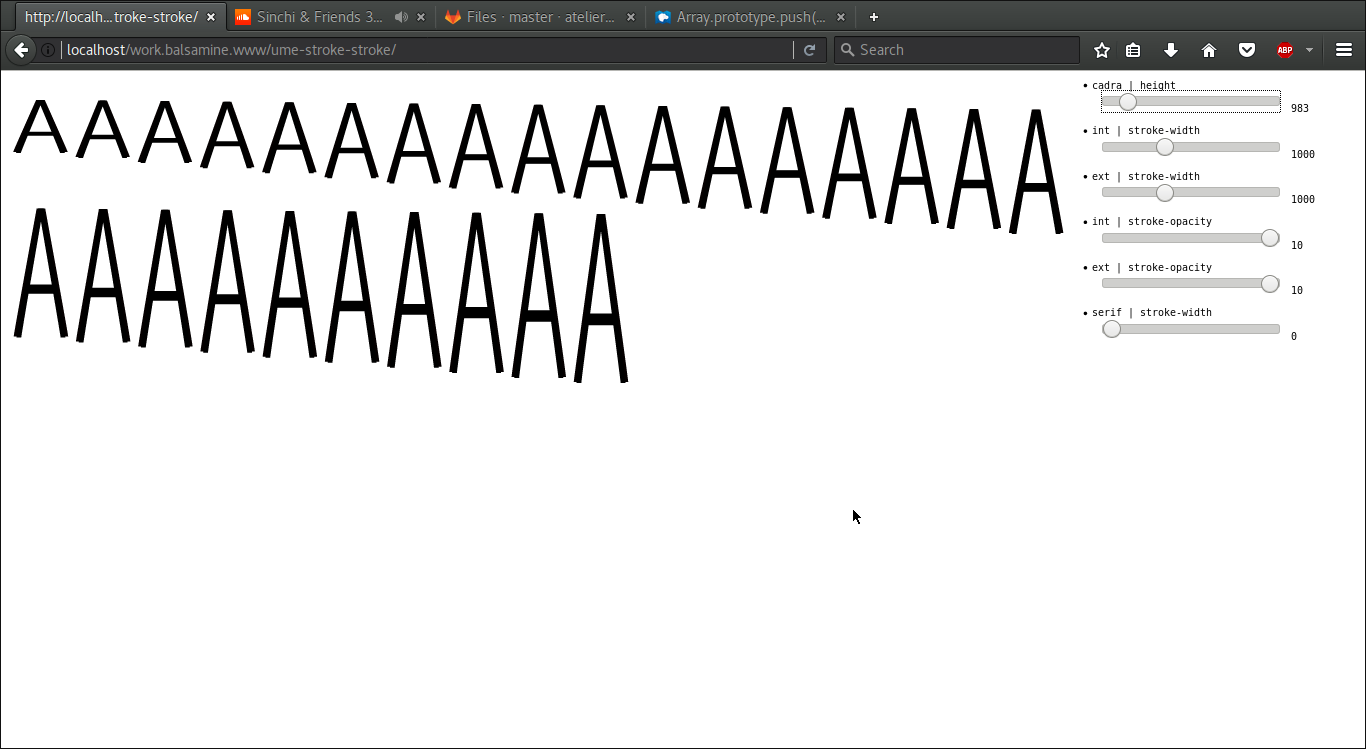 http://localh...troke-stroke/
Sinchi & Friends 3...
Files · master · atelier...
Array.prototype.push(...
localhost/work.balsamine.www/ume-stroke-stroke/
Search
ABP
AAAAAAAAAAAAAAAAA
AAAAAAAAAA
• cadra | height
983
• int | stroke-width
1000
• ext | stroke-width
1000
• int | stroke-opacity
10
• ext | stroke-opacity
10
• serif | stroke-width
0